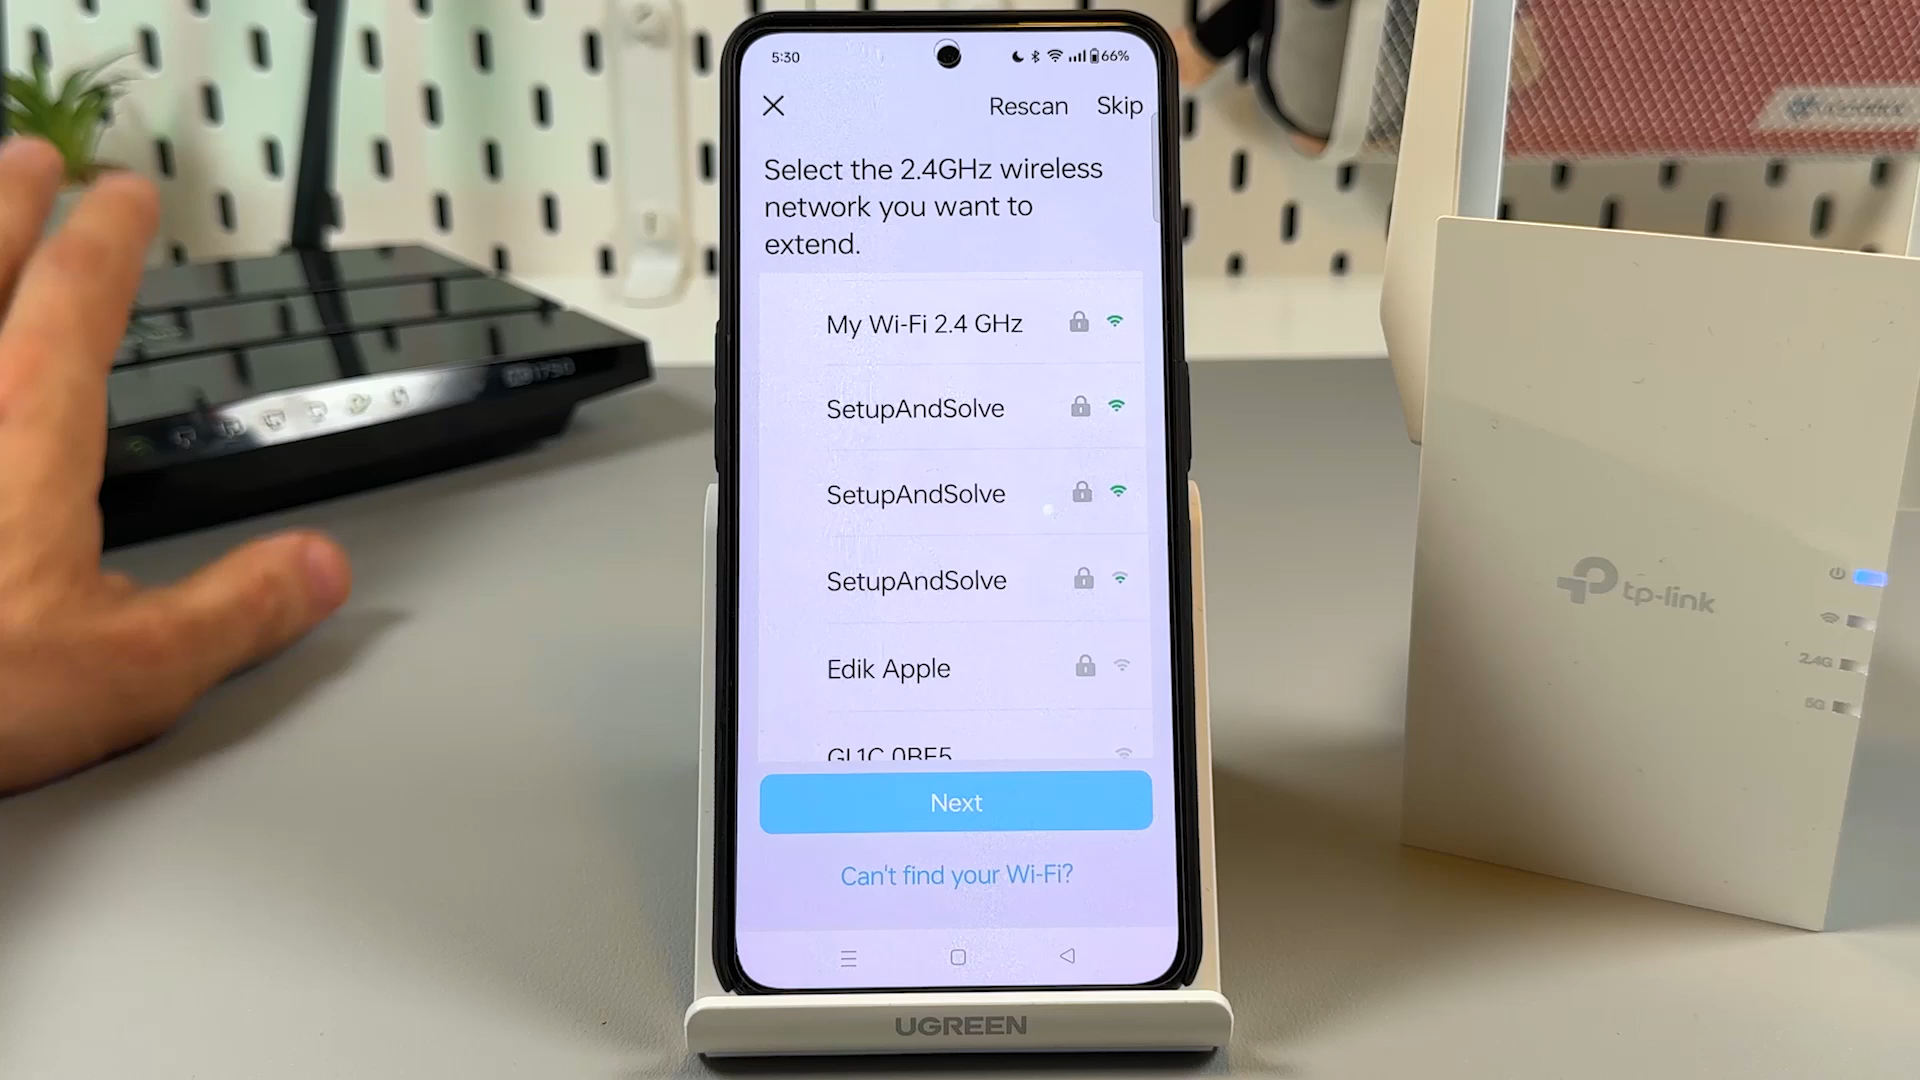 5:30
66%
Rescan Skip
Select the 2.4GHz wireless
network you want to
extend.
My Wi-Fi 2.4 GHz
SetupAndSolve
SetupAndSolve
SetupAndSolve
Edik Apple
Next
Can't find your Wi-Fi?
UGREEN
tp-link
2.4G
5G